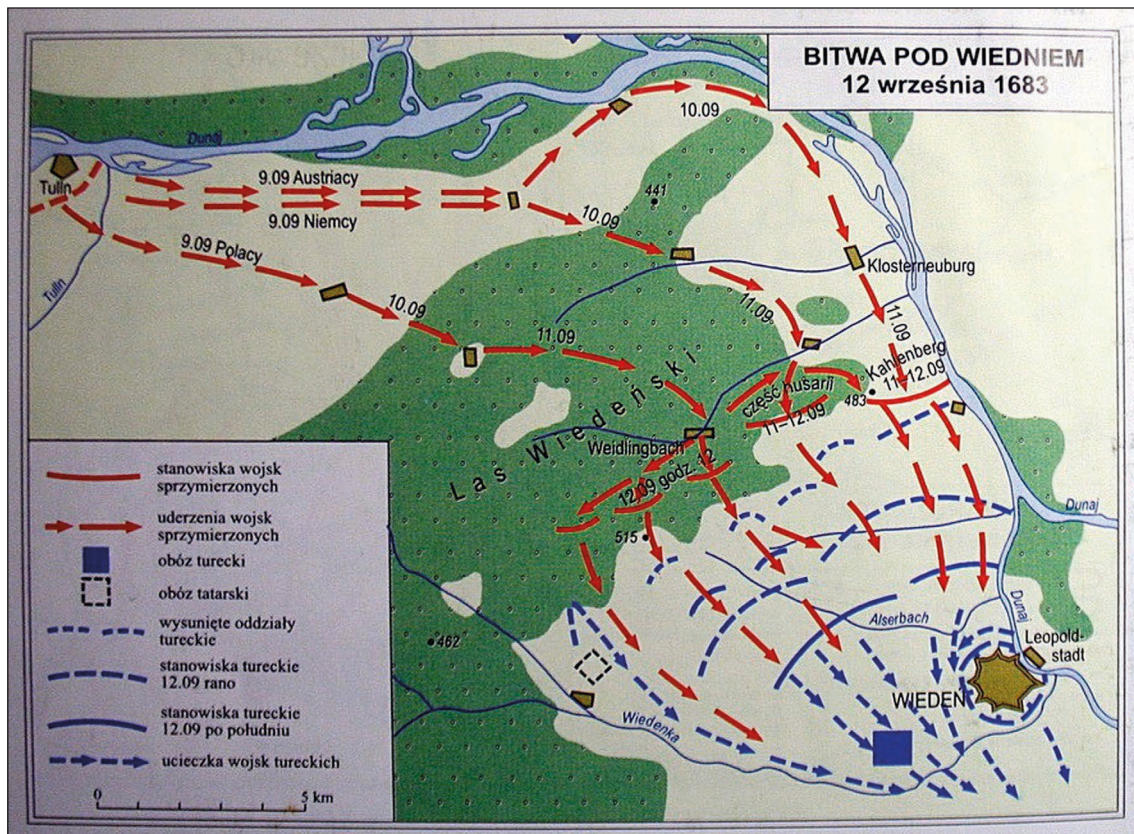 BITWA POD WIEDNIEM
12 września 1683
10.09
Dunaj
Tulln
9.09 Austriacy
9.09 Niemcy
441
10.09
9.09 Polacy
Tulln
Klosterneuburg
10.09
11.09
11.09
11.09
Kahlenberg
11–12.09
483
część husarii
11–12.09
Las Wiedeński
Weidlingbach
12.09 godz. 12
515
Dunaj
462
Alserbach
Dunaj
Leopold-
stadt
WIEDEŃ
Wiedenka
stanowiska wojsk
sprzymierzonych
uderzenia wojsk
sprzymierzonych
obóz turecki
obóz tatarski
wysunięte oddziały
tureckie
stanowiska tureckie
12.09 rano
stanowiska tureckie
12.09 po południu
ucieczka wojsk tureckich
0
5 km